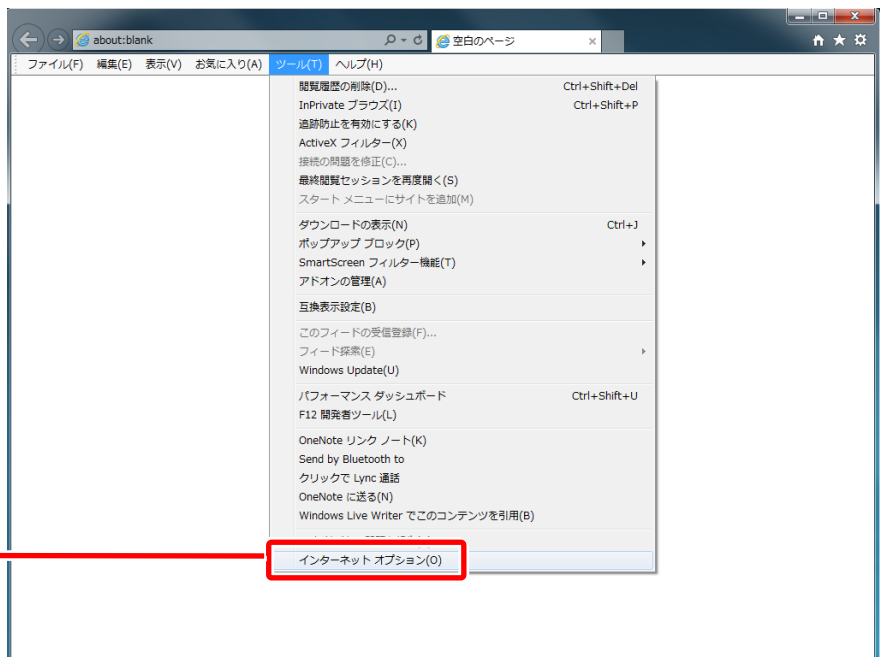 about:blank
空白のページ
ファイル(F) 編集(E) 表示(V) お気に入り(A) ツール(T) ヘルプ(H)
閲覧履歴の削除(D)... Ctrl+Shift+Del
InPrivate ブラウズ(I) Ctrl+Shift+P
追跡防止を有効にする(K)
ActiveX フィルター(X)
接続の問題を修正(C)...
最終閲覧セッションを再度開く(S)
スタート メニューにサイトを追加(M)
ダウンロードの表示(N) Ctrl+J
ポップアップ ブロック(P)
SmartScreen フィルター機能(T)
アドオンの管理(A)
互換表示設定(B)
このフィードの受信登録(F)...
フィード探索(E)
Windows Update(U)
パフォーマンス ダッシュボード Ctrl+Shift+U
F12 開発者ツール(L)
OneNote リンク ノート(K)
Send by Bluetooth to
クリックで Lync 通話
OneNote に送る(N)
Windows Live Writer でこのコンテンツを引用(B)
インターネット オプション(O)